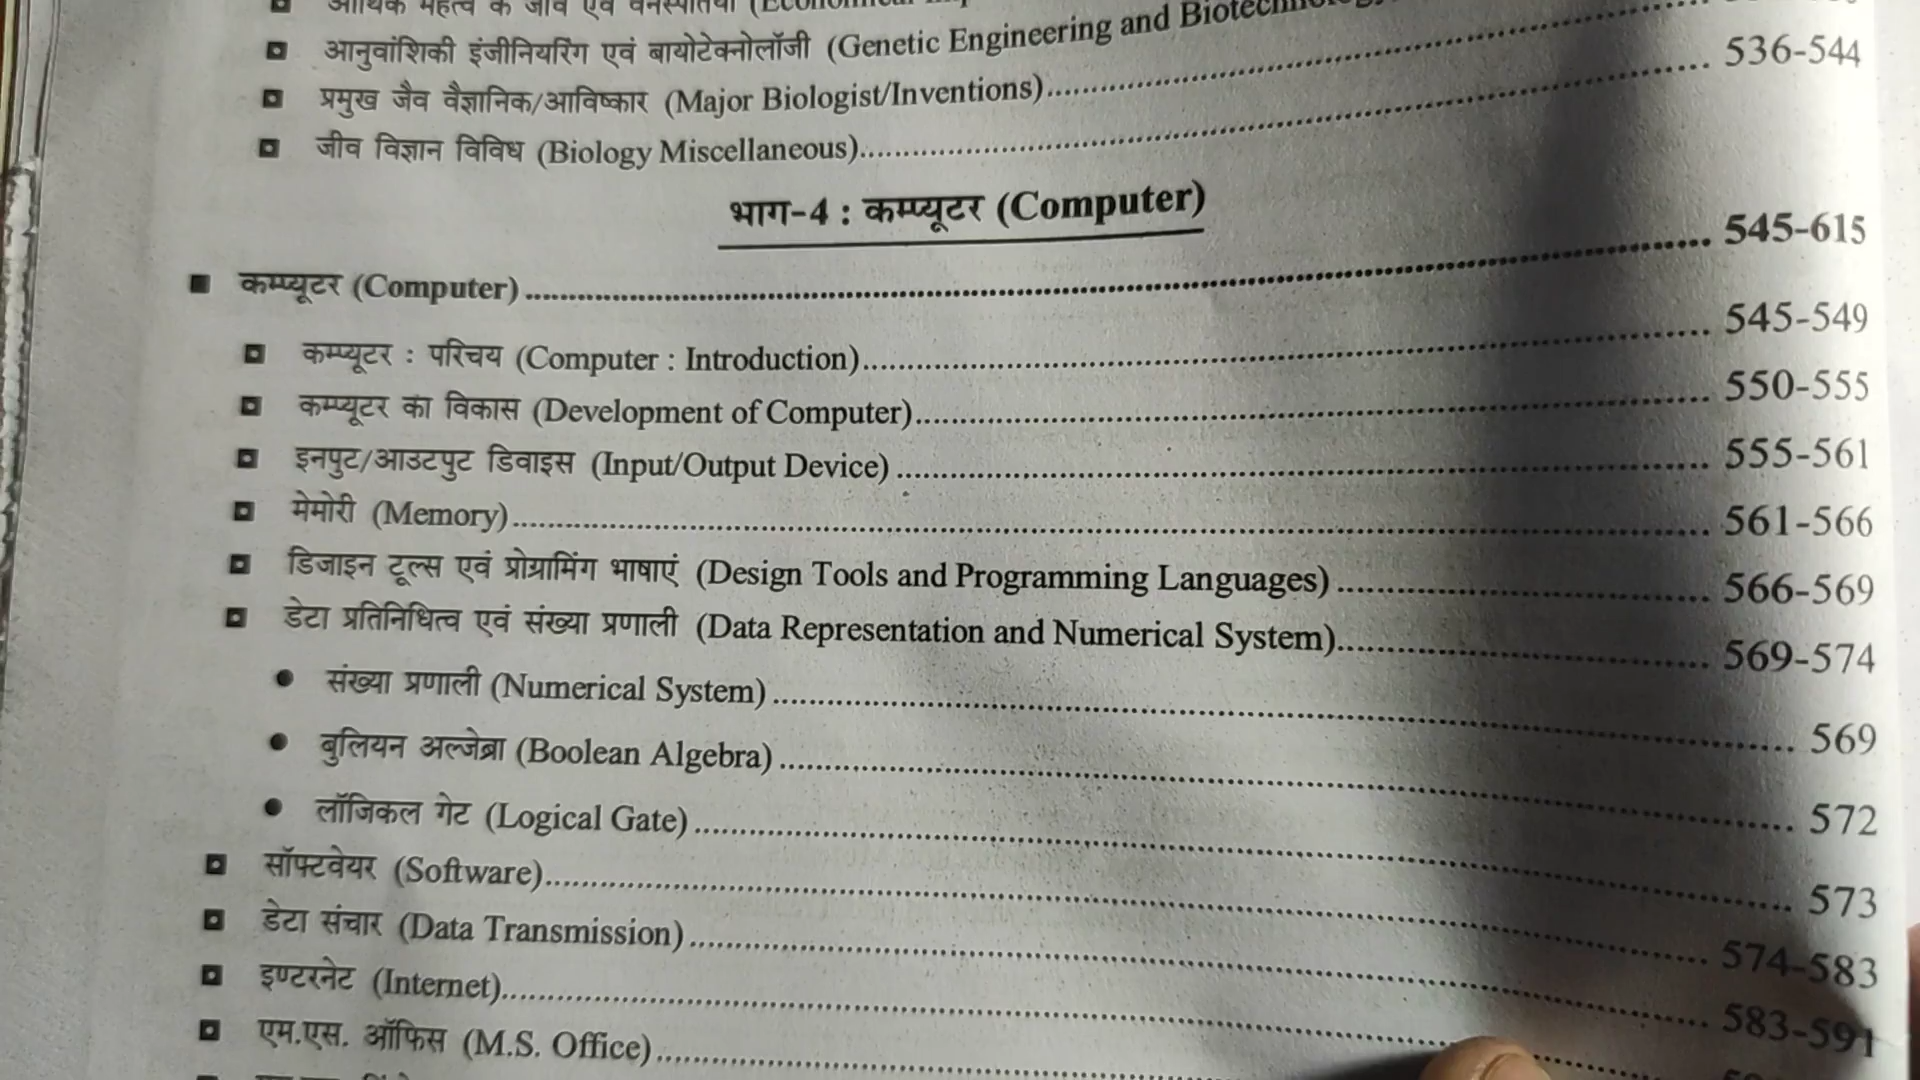 आर्थिक महत्व के जीव एवं वनस्पतियां
आनुवांशिकी इंजीनियरिंग एवं बायोटेक्नोलॉजी (Genetic Engineering and
प्रमुख जैव वैज्ञानिक/आविष्कार (Major Biologist/Inventions)........ 536-544
जीव विज्ञान विविध (Biology Miscellaneous)........
भाग-4 : कम्प्यूटर (Computer)
कम्प्यूटर (Computer)........ 545-615
कम्प्यूटर : परिचय (Computer : Introduction)........ 545-549
कम्प्यूटर का विकास (Development of Computer)........ 550-555
इनपुट/आउटपुट डिवाइस (Input/Output Device)........ 555-561
मेमोरी (Memory)........ 561-566
डिजाइन टूल्स एवं प्रोग्रामिंग भाषाएं (Design Tools and Programming Languages)........ 566-569
डेटा प्रतिनिधित्व एवं संख्या प्रणाली (Data Representation and Numerical System)........ 569-574
संख्या प्रणाली (Numerical System)........ 569
बुलियन अल्जेब्रा (Boolean Algebra)........ 572
लॉजिकल गेट (Logical Gate)........ 573
सॉफ्टवेयर (Software)........ 574-583
डेटा संचार (Data Transmission)........ 583-591
इण्टरनेट (Internet)........
एम.एस. ऑफिस (M.S. Office)........